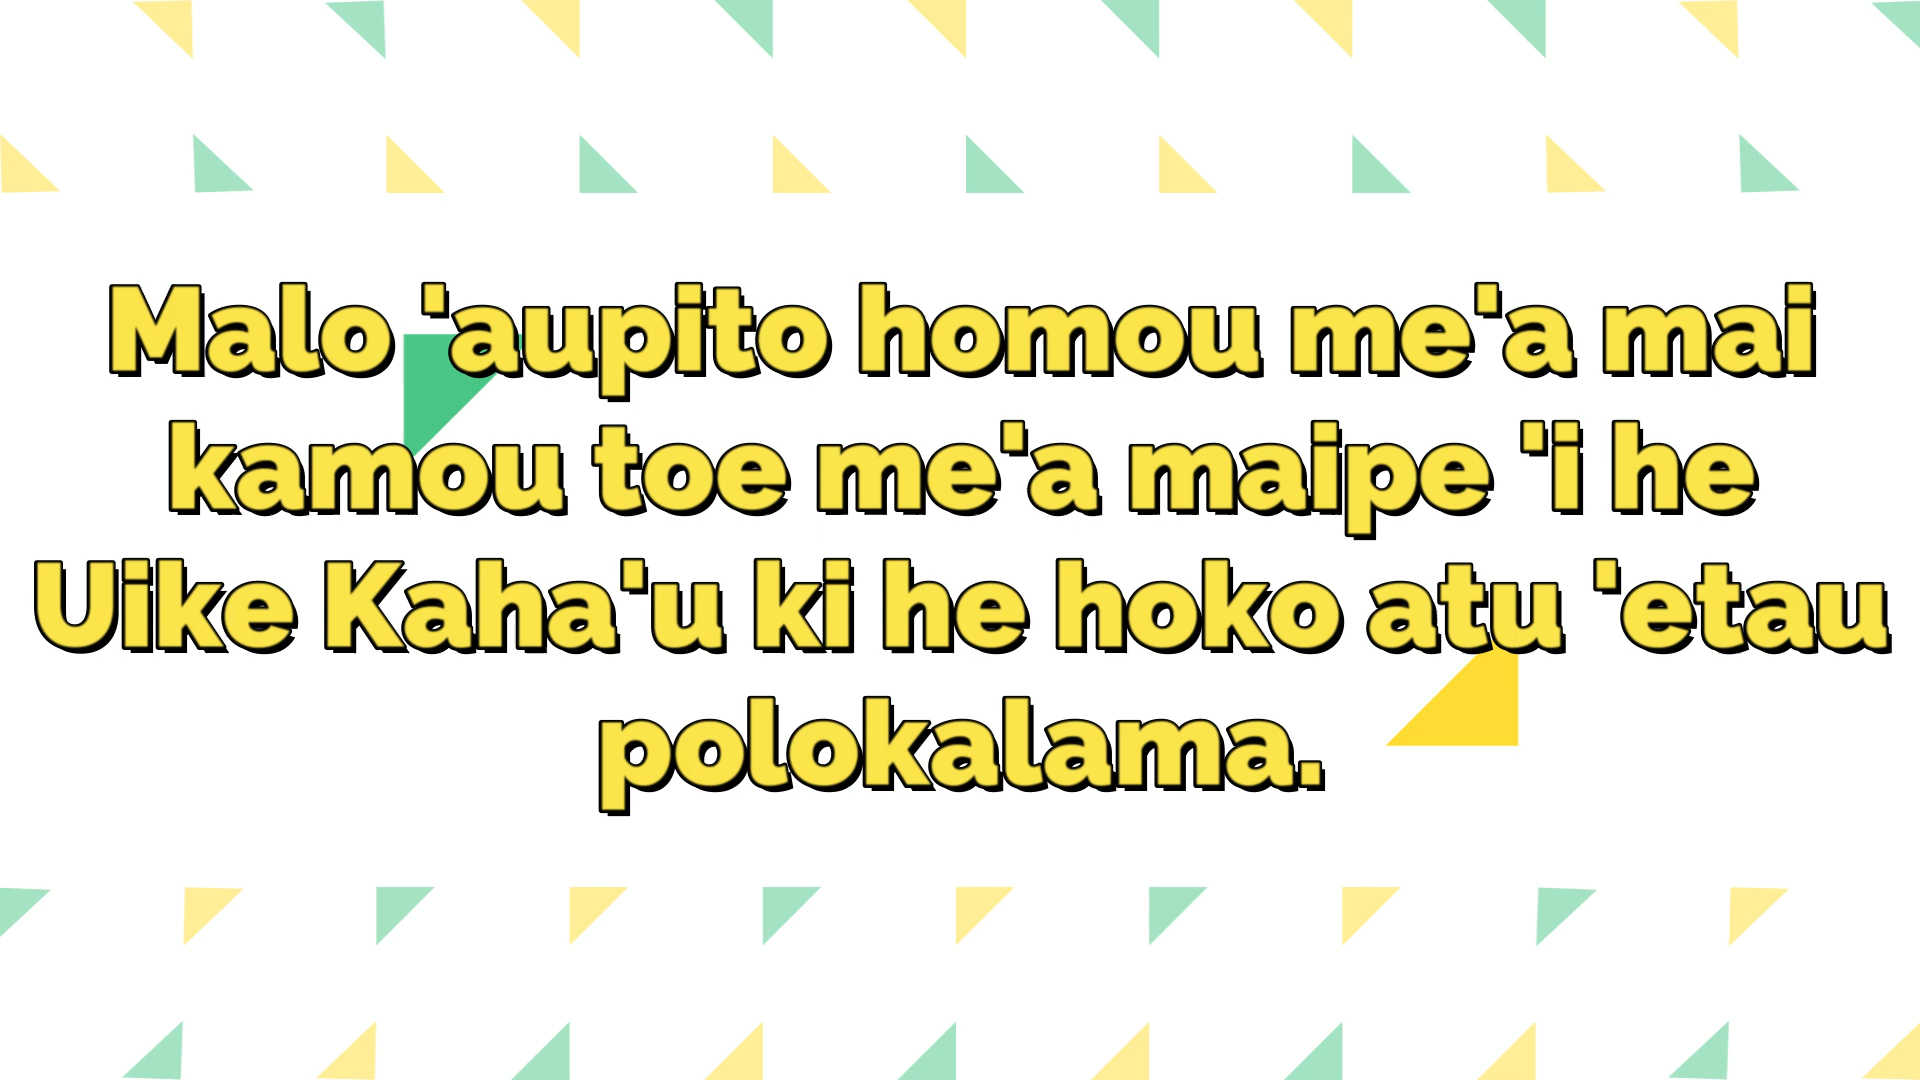 Malo 'aupito homou me'a mai
kamou toe me'a maipe 'i he
Uike Kaha'u ki he hoko atu 'etau
polokalama.